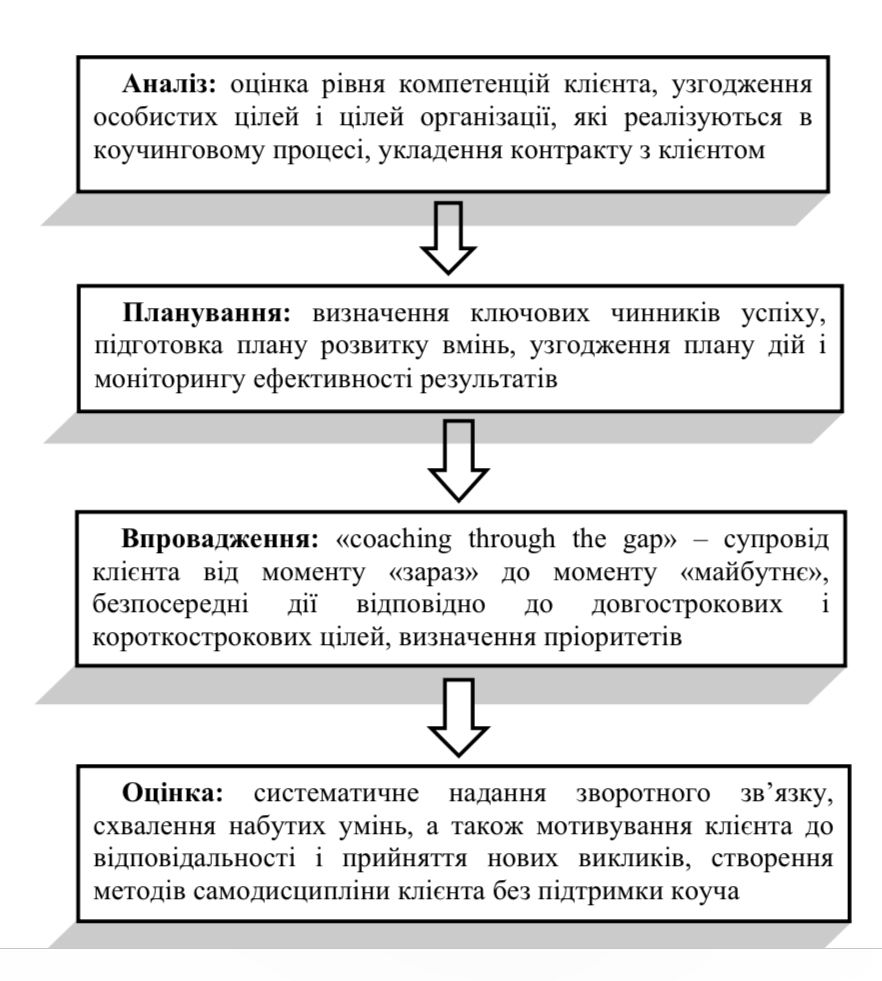 Аналіз: оцінка рівня компетенцій клієнта, узгодження
особистих цілей і цілей організації, які реалізуються в
коучинговому процесі, укладення контракту з клієнтом
Планування: визначення ключових чинників успіху,
підготовка плану розвитку вмінь, узгодження плану дій і
моніторингу ефективності результатів
Впровадження: «coaching through the gap» – супровід
клієнта від моменту «зараз» до моменту «майбутнє»,
безпосередні дії відповідно до довгострокових і
короткострокових цілей, визначення пріоритетів
Оцінка: систематичне надання зворотного зв’язку,
схвалення набутих умінь, а також мотивування клієнта до
відповідальності і прийняття нових викликів, створення
методів самодисципліни клієнта без підтримки коуча